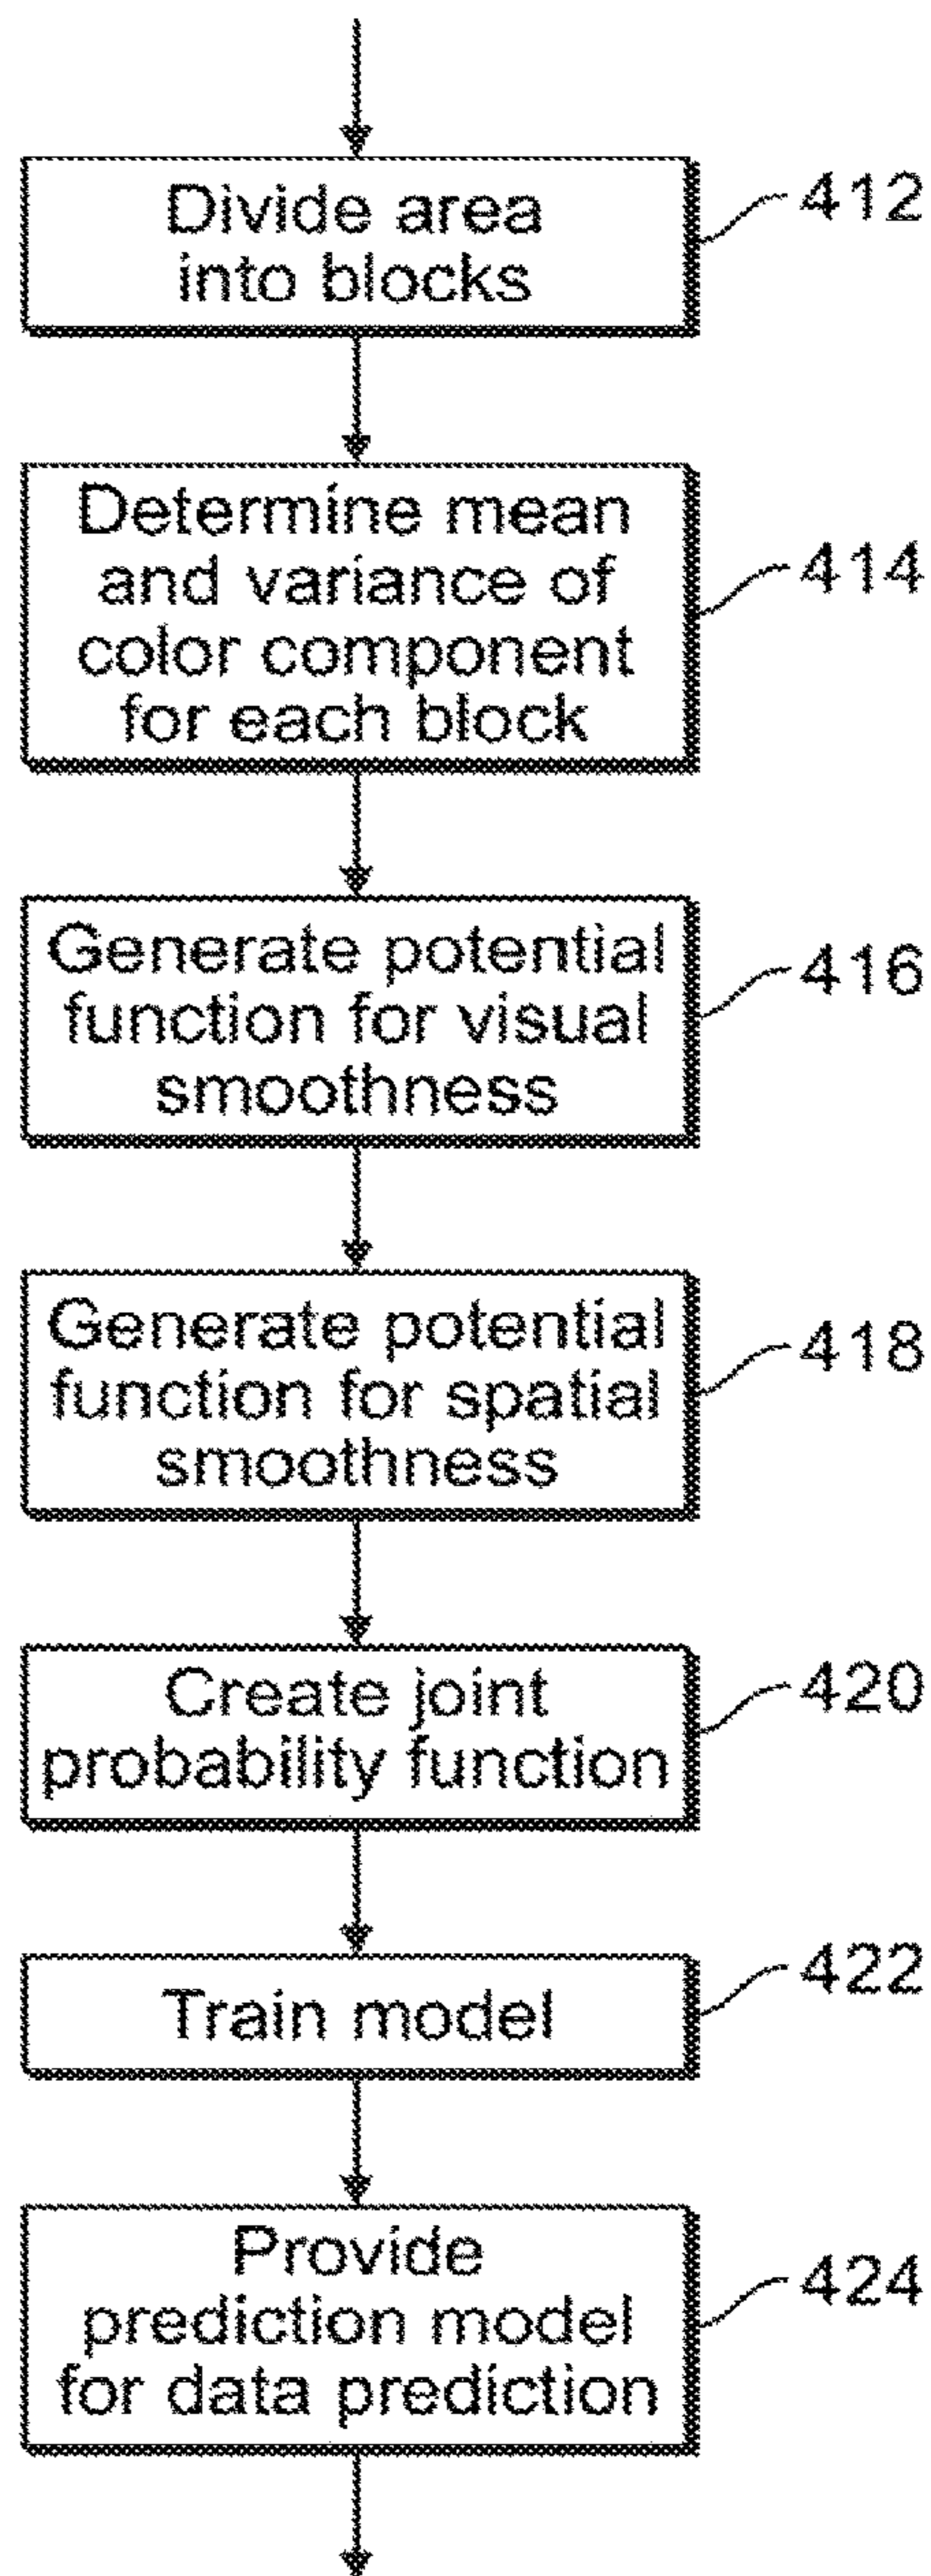 Divide area
into blocks
412
Determine mean
and variance of
color component
for each block
414
Generate potential
function for visual
smoothness
416
Generate potential
function for spatial
smoothness
418
Create joint
probability function
420
Train model
422
Provide
prediction model
for data prediction
424